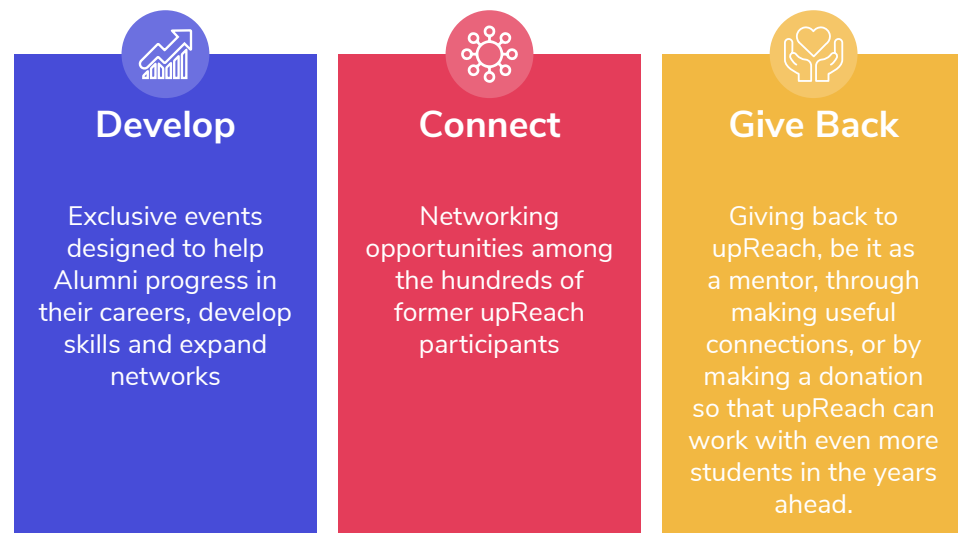 Develop
Exclusive events
designed to help
Alumni progress in
their careers, develop
skills and expand
networks
Connect
Networking
opportunities among
the hundreds of
former upReach
participants
Give Back
Giving back to
upReach, be it as
a mentor, through
making useful
connections, or by
making a donation
so that upReach can
work with even more
students in the years
ahead.